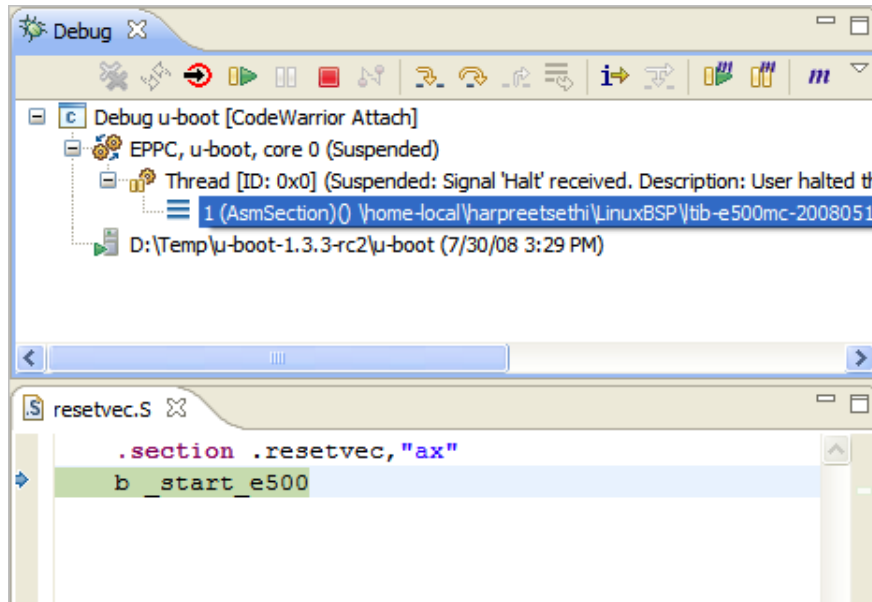 Debug
i
m
m
m
c Debug u-boot [CodeWarrior Attach]
EPPC, u-boot, core 0 (Suspended)
Thread [ID: 0x0] (Suspended: Signal 'Halt' received. Description: User halted th
1 (AsmSection)() \home-local\harpreetsethi\LinuxBSP\ltib-e500mc-2008051
D:\Temp\u-boot-1.3.3-rc2\u-boot (7/30/08 3:29 PM)
.S resetvec.S
.section .resetvec,"ax"
b _start_e500